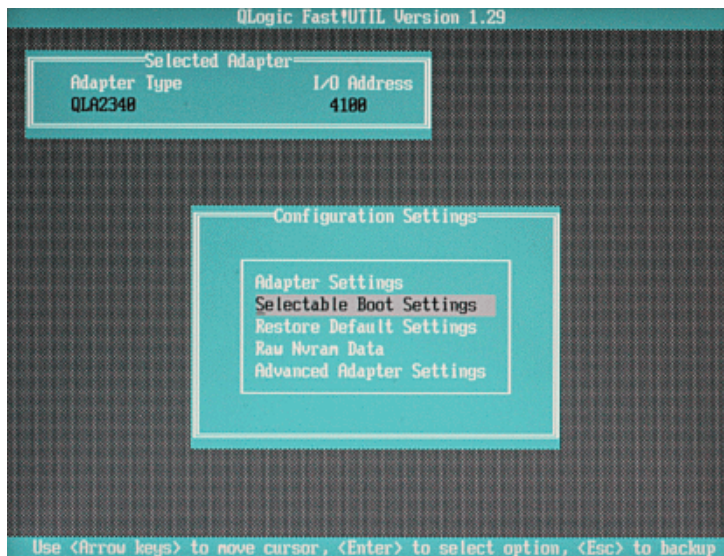 QLogic Fast!UTIL Version 1.29
Selected Adapter
Adapter Type I/O Address
QLA2340 4100
Configuration Settings
Adapter Settings
Selectable Boot Settings
Restore Default Settings
Raw Nvram Data
Advanced Adapter Settings
Use <Arrow keys> to move cursor, <Enter> to select option, <Esc> to backup